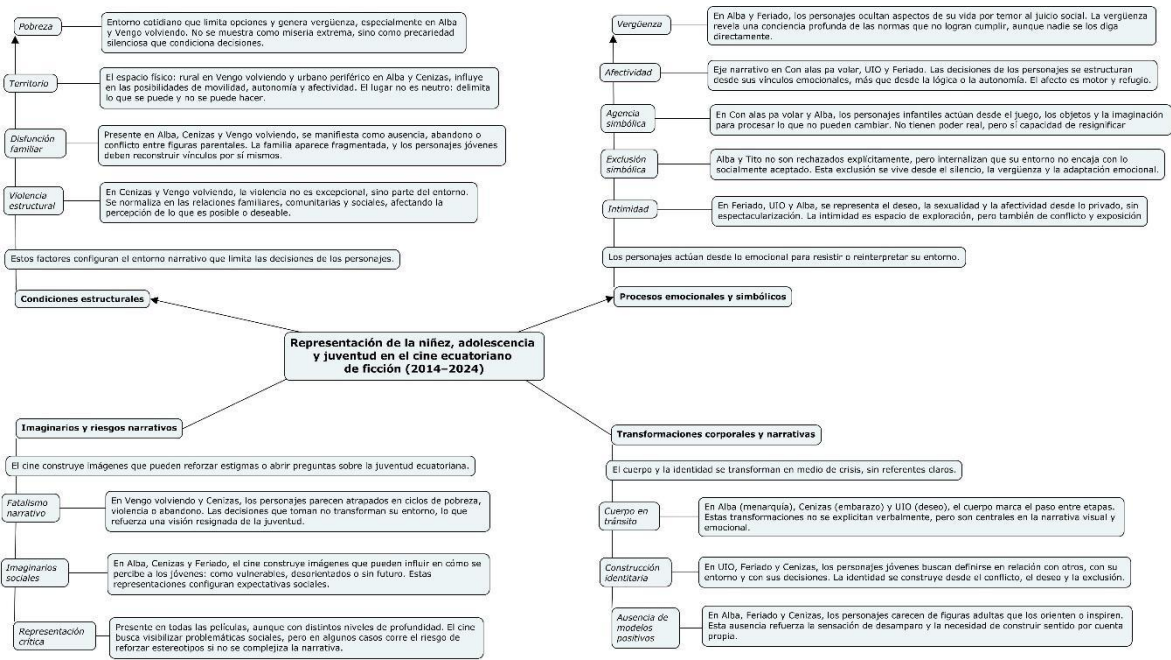 Pobreza
Entorno cotidiano que limita opciones y genera vergüenza, especialmente en Alba
y Vengo volviendo. No se muestra como miseria extrema, sino como precariedad
silenciosa que condiciona decisiones.
Territorio
El espacio físico: rural en Vengo volviendo y urbano periférico en Alba y Cenizas, influye
en las posibilidades de movilidad, autonomía y afectividad. El lugar no es neutro: delimita
lo que se puede y no se puede hacer.
Disfunción
familiar
Presente en Alba, Cenizas y Vengo volviendo, se manifiesta como ausencia, abandono o
conflicto entre figuras parentales. La familia aparece fragmentada, y los personajes jóvenes
deben reconstruir vínculos por sí mismos.
Violencia
estructural
En Cenizas y Vengo volviendo, la violencia no es excepcional, sino parte del entorno.
Se normaliza en las relaciones familiares, comunitarias y sociales, afectando la
percepción de lo que es posible o deseable.
Estos factores configuran el entorno narrativo que limita las decisiones de los personajes.
Condiciones estructurales
Vergüenza
En Alba y Feriado, los personajes ocultan aspectos de su vida por temor al juicio social. La vergüenza
revela una conciencia profunda de las normas que no logran cumplir, aunque nadie se los diga
directamente.
Afectividad
Eje narrativo en Con alas pa volar, UIO y Feriado. Las decisiones de los personajes se estructuran
desde sus vínculos emocionales, más que desde la lógica o la autonomía. El afecto es motor y refugio.
Agencia
simbólica
En Con alas pa volar y Alba, los personajes infantiles actúan desde el juego, los objetos y la imaginación
para procesar lo que no pueden cambiar. No tienen poder real, pero sí capacidad de resignificar
Exclusión
simbólica
Alba y Tito no son rechazados explícitamente, pero internalizan que su entorno no encaja con lo
socialmente aceptado. Esta exclusión se vive desde el silencio, la vergüenza y la adaptación emocional.
Intimidad
En Feriado, UIO y Alba, se representa el deseo, la sexualidad y la afectividad desde lo privado, sin
espectacularización. La intimidad es espacio de exploración, pero también de conflicto y exposición
Los personajes actúan desde lo emocional para resistir o reinterpretar su entorno.
Procesos emocionales y simbólicos
Representación de la niñez, adolescencia
y juventud en el cine ecuatoriano
de ficción (2014–2024)
Imaginarios y riesgos narrativos
El cine construye imágenes que pueden reforzar estigmas o abrir preguntas sobre la juventud ecuatoriana.
Fatalismo
narrativo
En Vengo volviendo y Cenizas, los personajes parecen atrapados en ciclos de pobreza,
violencia o abandono. Las decisiones que toman no transforman su entorno, lo que
refuerza una visión resignada de la juventud.
Imaginarios
sociales
En Alba, Cenizas y Feriado, el cine construye imágenes que pueden influir en cómo se
percibe a los jóvenes: como vulnerables, desorientados o sin futuro. Estas
representaciones configuran expectativas sociales.
Representación
crítica
Presente en todas las películas, aunque con distintos niveles de profundidad. El cine
busca visibilizar problemáticas sociales, pero en algunos casos corre el riesgo de
reforzar estereotipos si no se complejiza la narrativa.
Transformaciones corporales y narrativas
El cuerpo y la identidad se transforman en medio de crisis, sin referentes claros.
Cuerpo en
tránsito
En Alba (menarquía), Cenizas (embarazo) y UIO (deseo), el cuerpo marca el paso entre etapas.
Estas transformaciones no se explicitan verbalmente, pero son centrales en la narrativa visual y
emocional.
Construcción
identitaria
En UIO, Feriado y Cenizas, los personajes jóvenes buscan definirse en relación con otros, con su
entorno y con sus decisiones. La identidad se construye desde el conflicto, el deseo y la exclusión.
Ausencia de
modelos
positivos
En Alba, Feriado y Cenizas, los personajes carecen de figuras adultas que los orienten o inspiren.
Esta ausencia refuerza la sensación de desamparo y la necesidad de construir sentido por cuenta
propia.